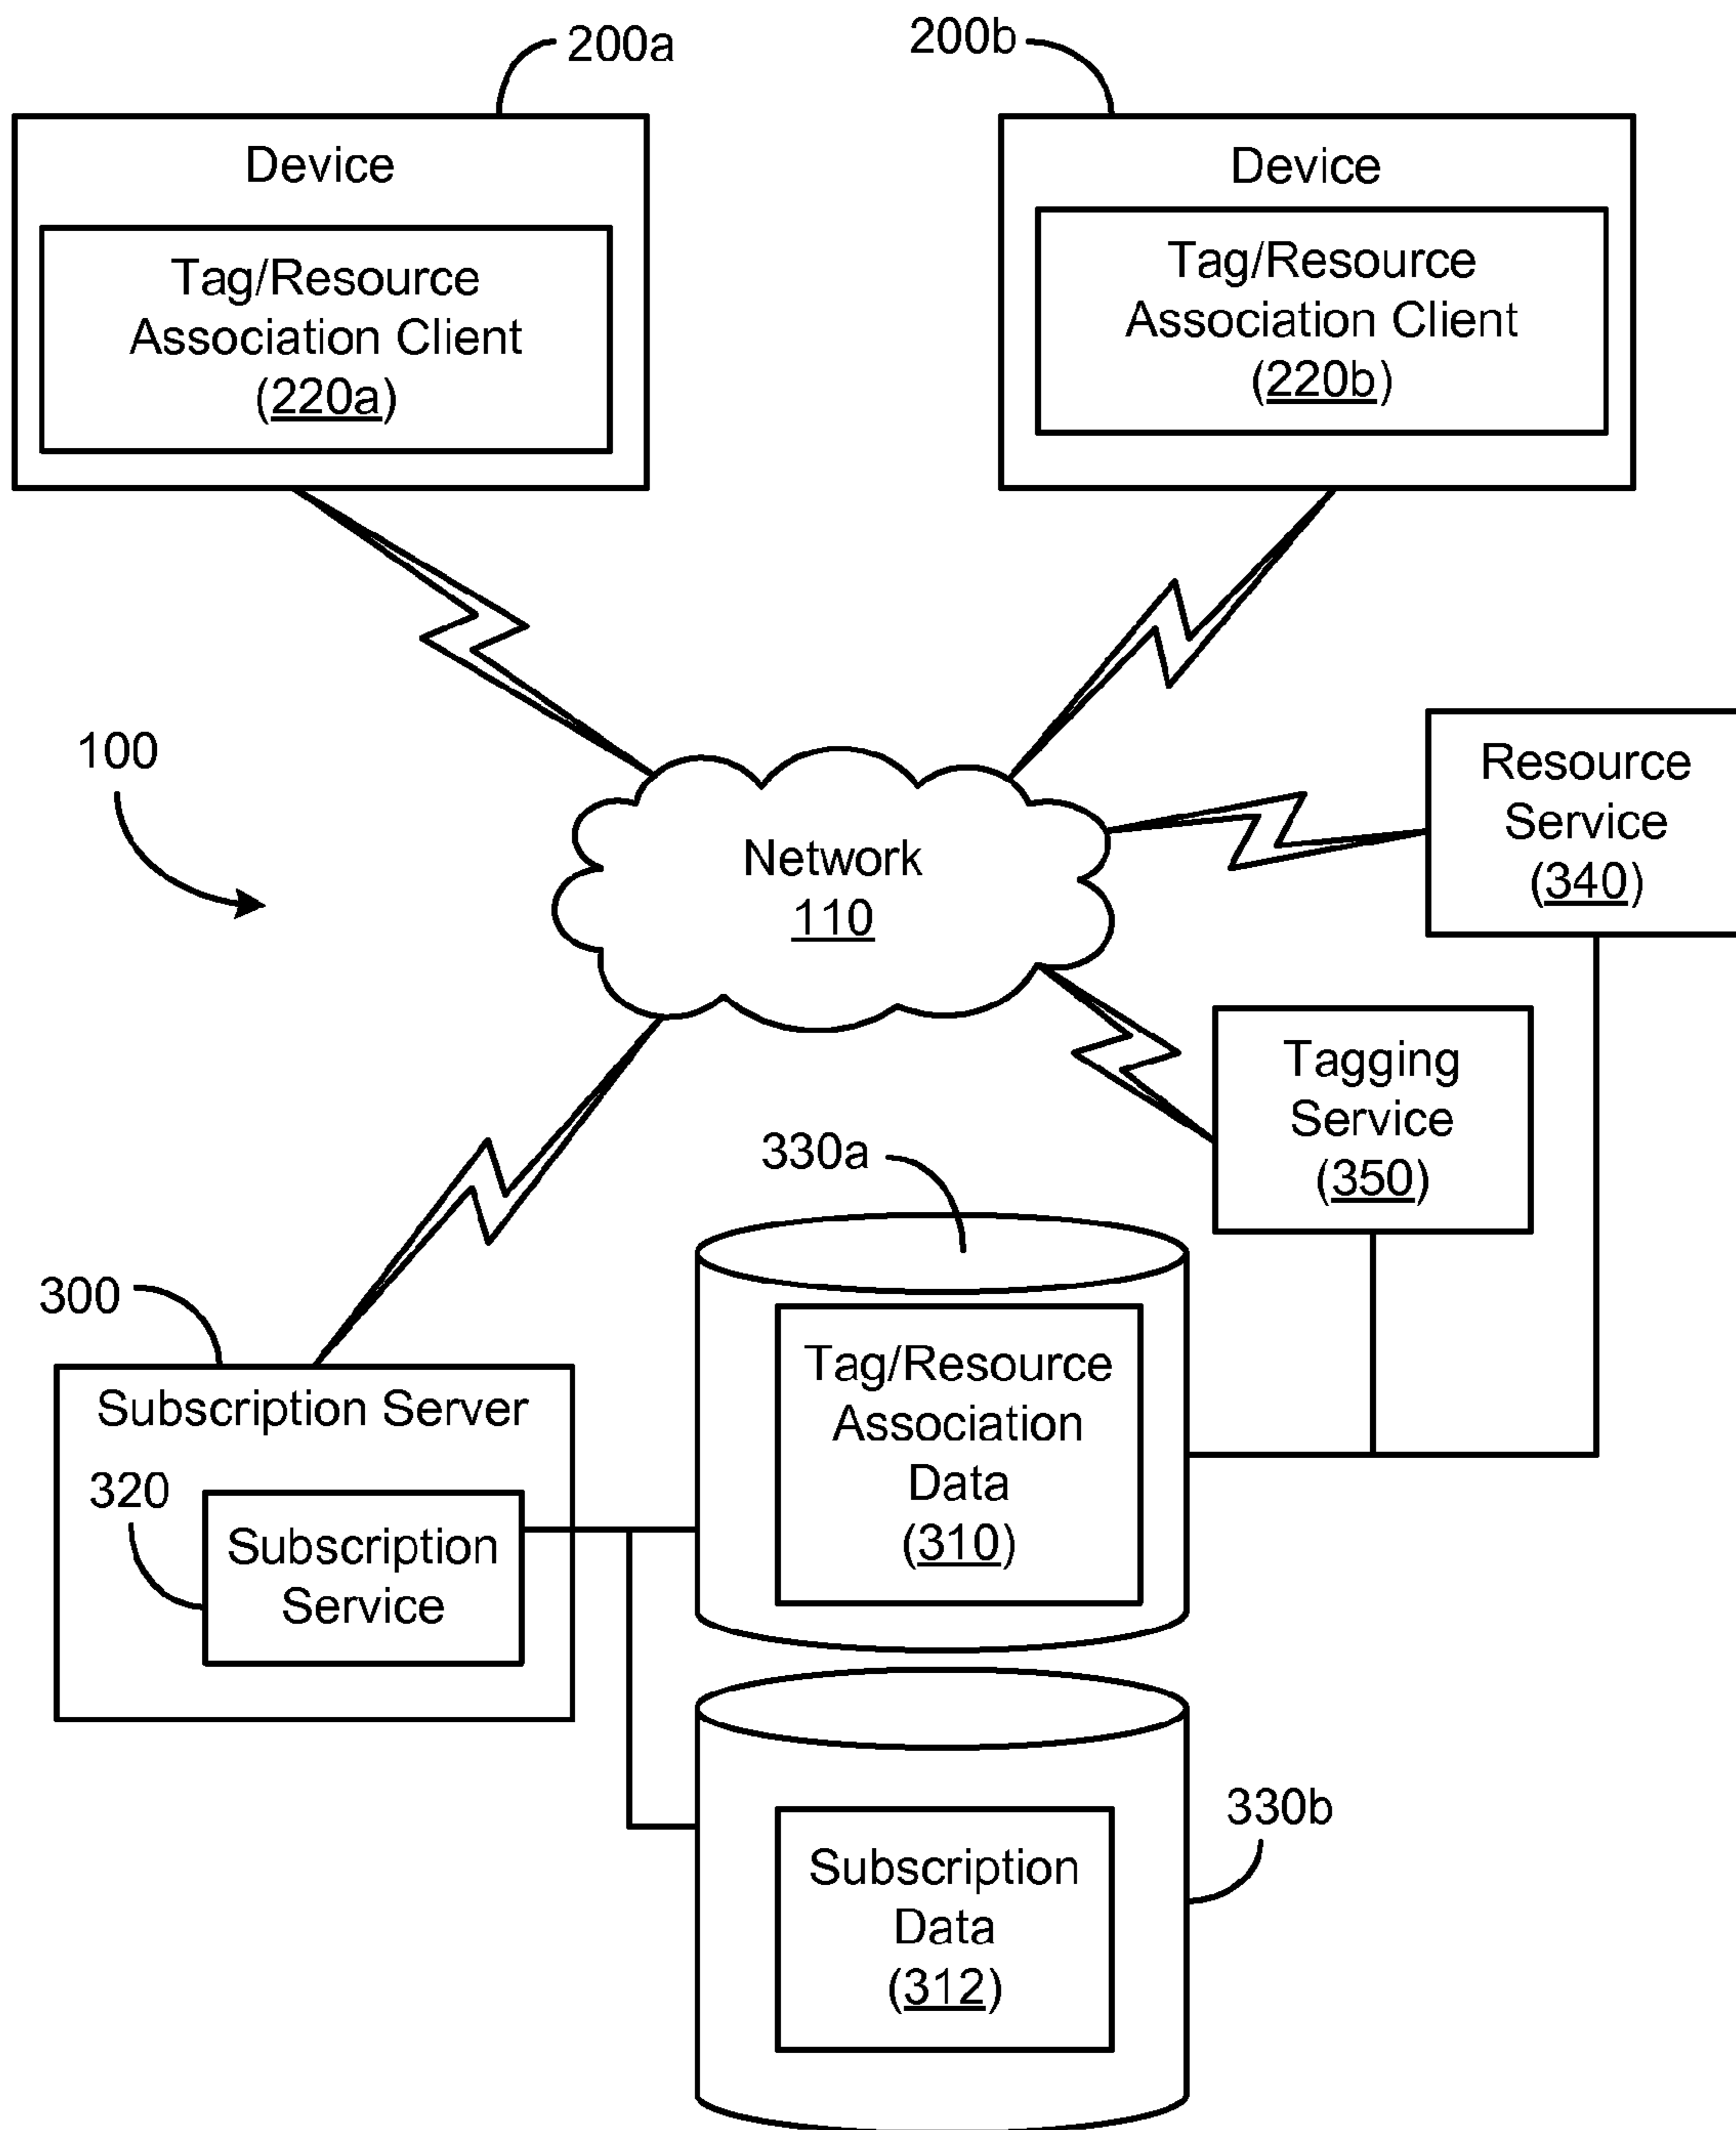 200a
200b
Device
Tag/Resource
Association Client
(220a)
Device
Tag/Resource
Association Client
(220b)
100
Network
110
Resource
Service
(340)
Tagging
Service
(350)
330a
300
Subscription Server
320
Subscription
Service
Tag/Resource
Association
Data
(310)
330b
Subscription
Data
(312)